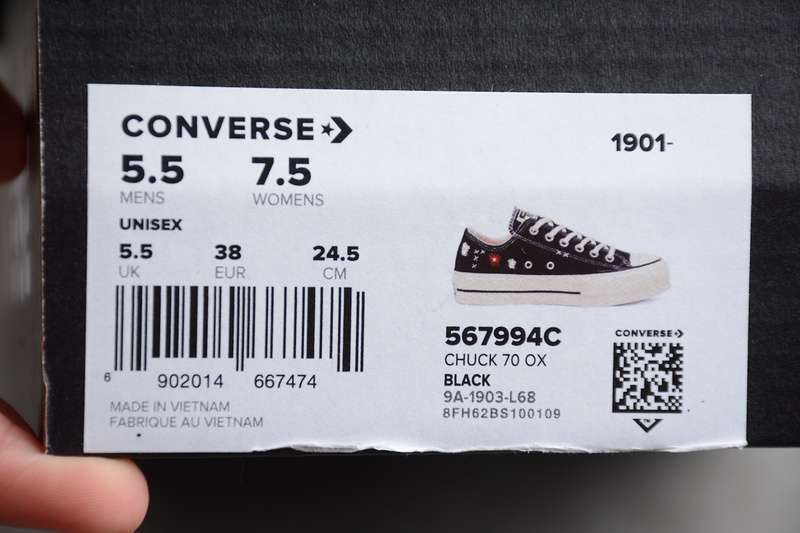 CONVERSE
1901-
5.5 7.5
MENS WOMENS
UNISEX
5.5 38 24.5
UK EUR CM
6 902014 667474
MADE IN VIETNAM
FABRIQUE AU VIETNAM
567994C
CHUCK 70 OX
BLACK
9A-1903-L68
8FH62BS100109
CONVERSE